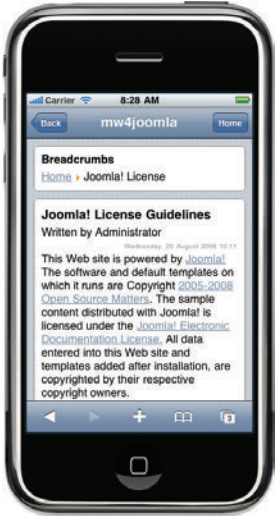 Carrier 8:28 AM
Back mw4joomla Home
Breadcrumbs
Home Joomla! License
Joomla! License Guidelines
Written by Administrator
Wednesday, 20 August 2008 10:11
This Web site is powered by Joomla!
The software and default templates on
which it runs are Copyright 2005-2008
Open Source Matters. The sample
content distributed with Joomla! is
licensed under the Joomla! Electronic
Documentation License. All data
entered into this Web site and
templates added after installation, are
copyrighted by their respective
copyright owners.
3